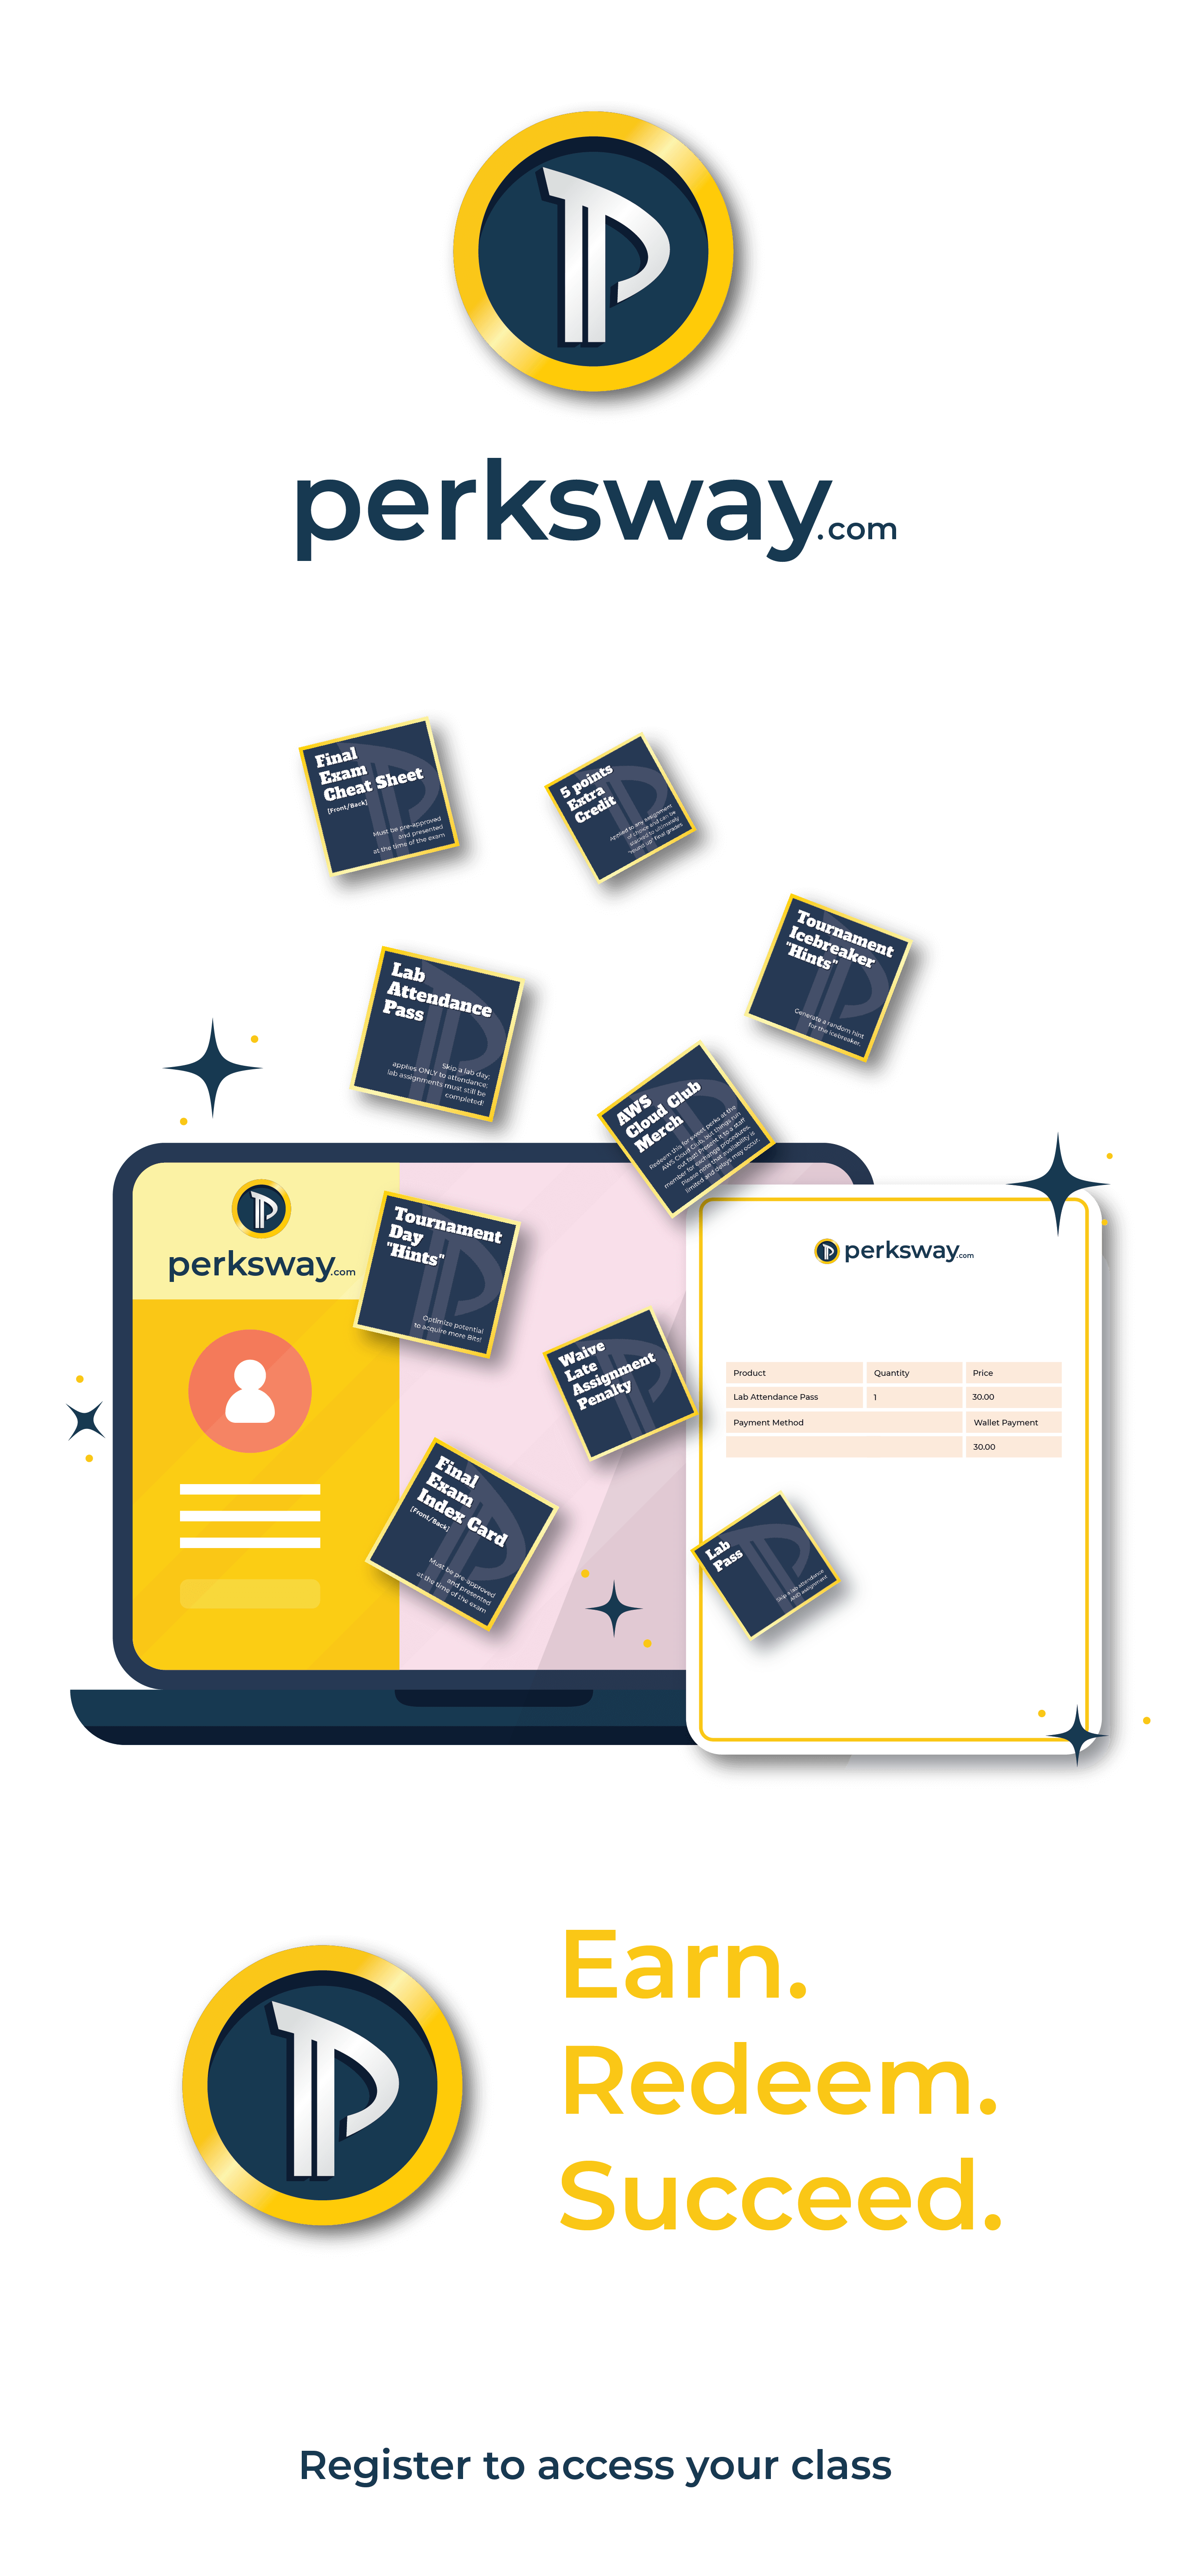 perksway.com
Final
Exam
Cheat Sheet
[Front/Back]
Must be pre-approved
and presented
at the time of the exam
5 points
Extra
Credit
Applied to any assignment
of choice and can be
stacked to ultimately
"round up" final grades
Tournament
Icebreaker
"Hints"
Generate a random hint
for the icebreaker.
Lab
Attendance
Pass
Skip a lab day;
applies ONLY to attendance;
lab assignments must still be
completed!
AWS
Cloud Club
Merch
Redeem this for sweet perks at the
AWS Cloud Club, but things run
out fast! Present it to a staff
member for exchange procedures.
Please note that availability is
limited and delays may occur.
perksway.com
Tournament
Day
"Hints"
Optimize potential
to acquire more Bits!
perksway.com
Waive
Late
Assignment
Penalty
Product Quantity Price
Lab Attendance Pass 1 30.00
Payment Method Wallet Payment
30.00
Final
Exam
Index Card
[Front/Back]
Must be pre-approved
and presented
at the time of the exam
Lab
Pass
Skip a lab attendance
AND assignment
Earn.
Redeem.
Succeed.
Register to access your class